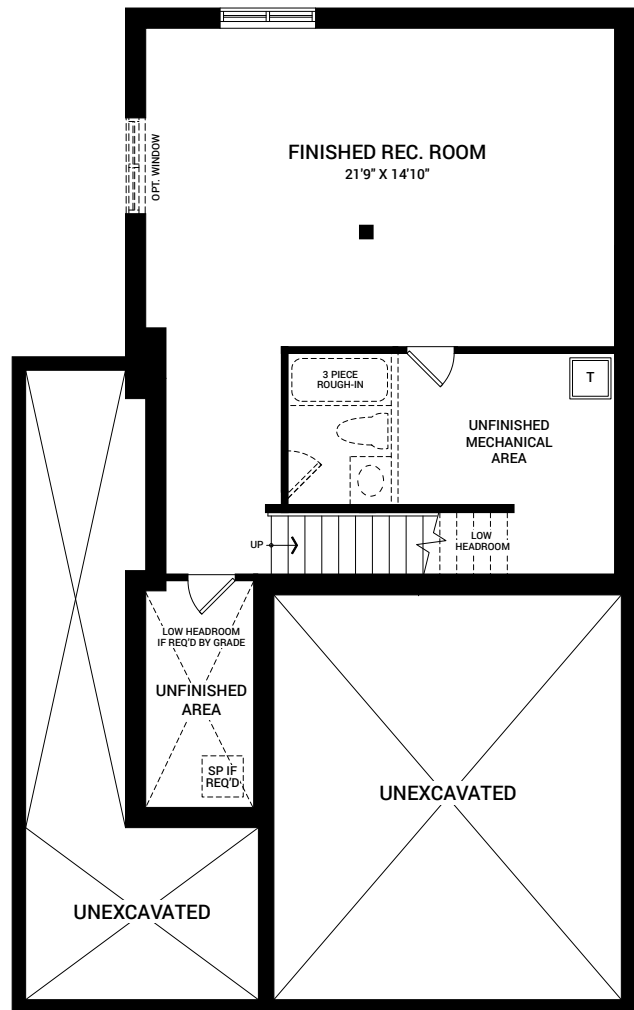 OPT. WINDOW
FINISHED REC. ROOM
21'9" X 14'10"
3 PIECE
ROUGH-IN
T
UNFINISHED
MECHANICAL
AREA
UP
LOW
HEADROOM
LOW HEADROOM
IF REQ'D BY GRADE
UNFINISHED
AREA
SP IF
REQ'D
UNEXCAVATED
UNEXCAVATED